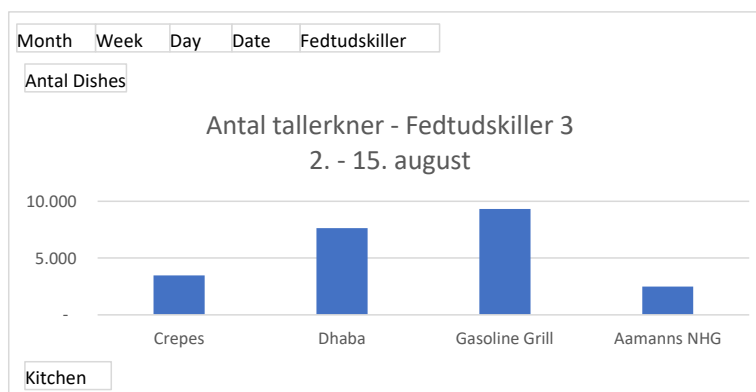 Month Week Day Date Fedtudskiller
Antal Dishes
Antal tallerkner - Fedtudskiller 3
2. - 15. august
10.000
5.000
-
Crepes Dhaba Gasoline Grill Aamanns NHG
Kitchen